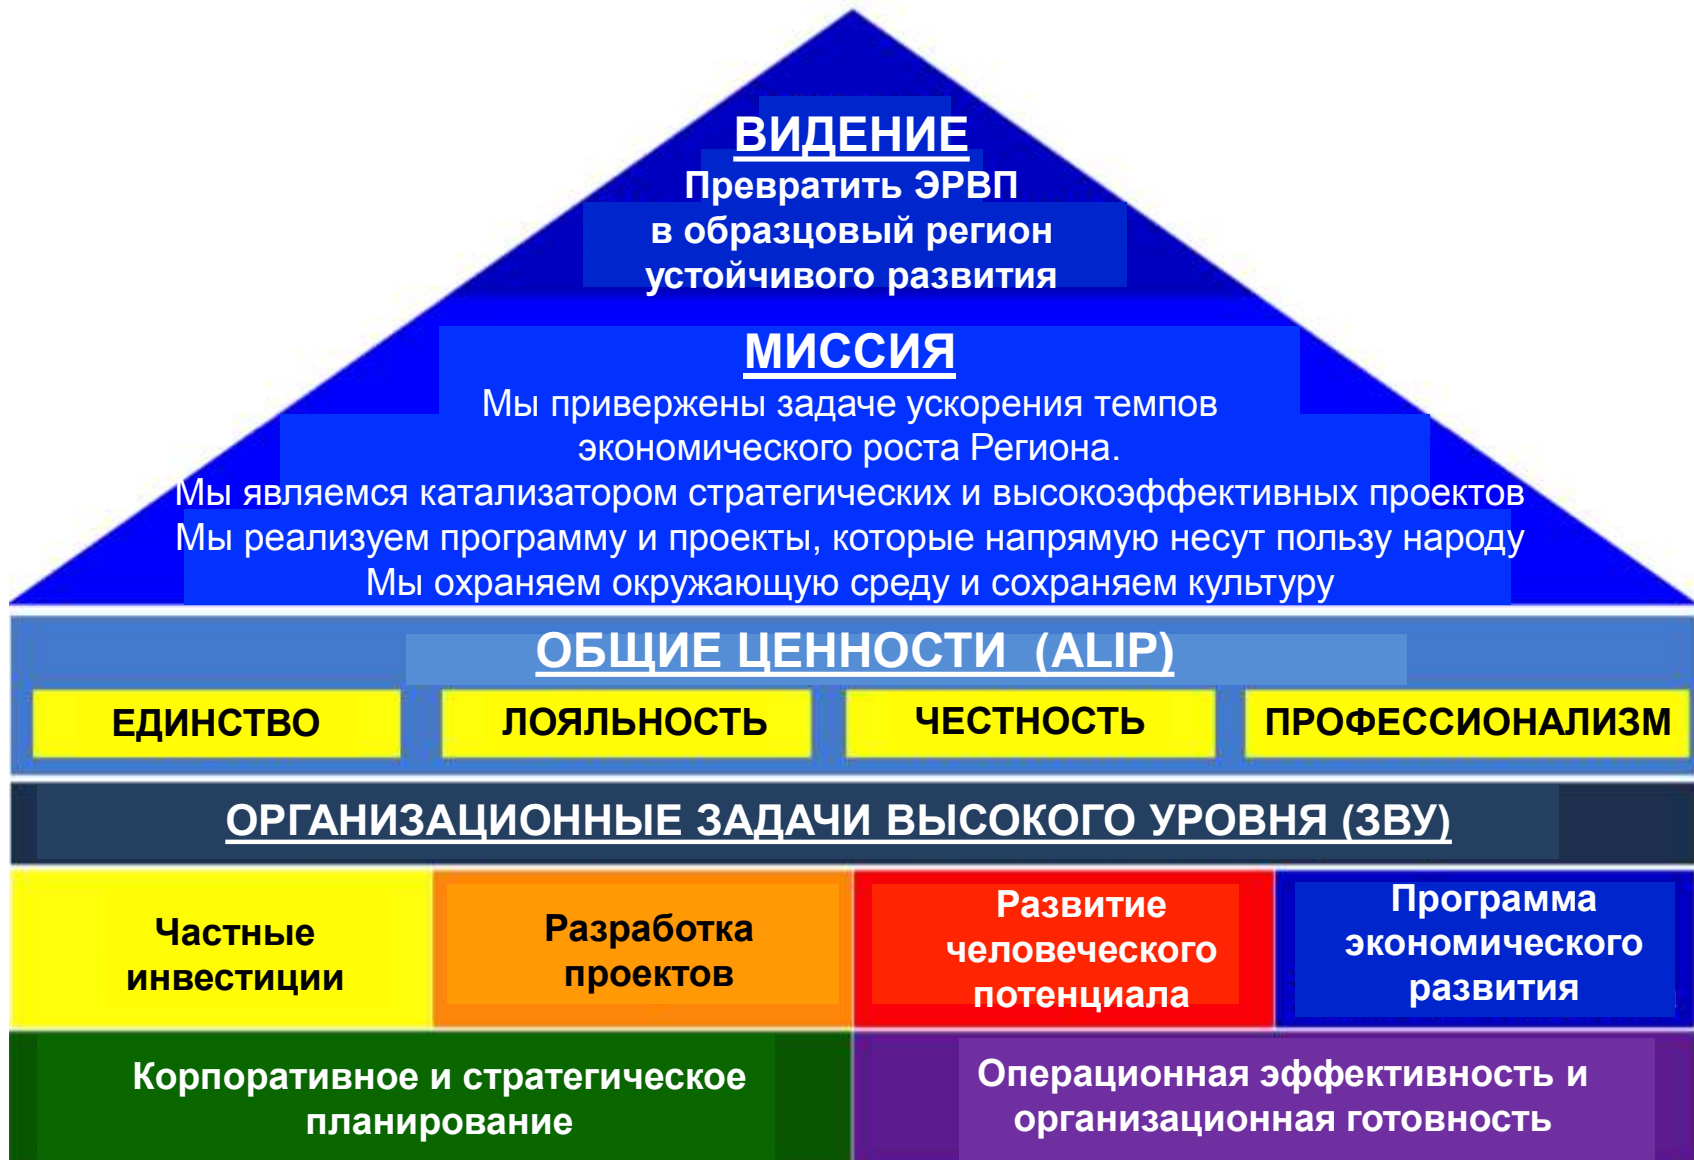 ВИДЕНИЕ
Превратить ЭРВП
в образцовый регион
устойчивого развития
МИССИЯ
Мы привержены задаче ускорения темпов
экономического роста Региона.
Мы являемся катализатором стратегических и высокоэффективных проектов
Мы реализуем программу и проекты, которые напрямую несут пользу народу
Мы охраняем окружающую среду и сохраняем культуру
ОБЩИЕ ЦЕННОСТИ (ALIP)
ЕДИНСТВО
ЛОЯЛЬНОСТЬ
ЧЕСТНОСТЬ
ПРОФЕССИОНАЛИЗМ
ОРГАНИЗАЦИОННЫЕ ЗАДАЧИ ВЫСОКОГО УРОВНЯ (ЗВУ)
Частные
инвестиции
Разработка
проектов
Развитие
человеческого
потенциала
Программа
экономического
развития
Корпоративное и стратегическое
планирование
Операционная эффективность и
организационная готовность